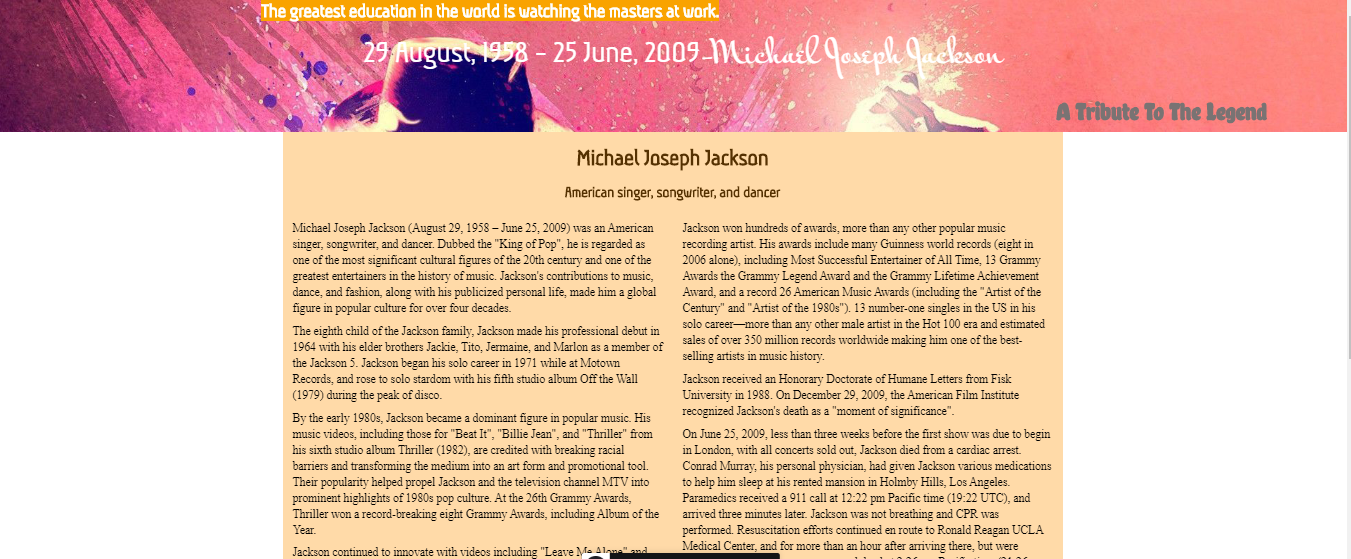 The greatest education in the world is watching the masters at work.
29 August, 1958 – 25 June, 2009 Michael Joseph Jackson
A Tribute To The Legend
Michael Joseph Jackson
American singer, songwriter, and dancer
Michael Joseph Jackson (August 29, 1958 – June 25, 2009) was an American
singer, songwriter, and dancer. Dubbed the "King of Pop", he is regarded as
one of the most significant cultural figures of the 20th century and one of the
greatest entertainers in the history of music. Jackson's contributions to music,
dance, and fashion, along with his publicized personal life, made him a global
figure in popular culture for over four decades.
The eighth child of the Jackson family, Jackson made his professional debut in
1964 with his elder brothers Jackie, Tito, Jermaine, and Marlon as a member of
the Jackson 5. Jackson began his solo career in 1971 while at Motown
Records, and rose to solo stardom with his fifth studio album Off the Wall
(1979) during the peak of disco.
By the early 1980s, Jackson became a dominant figure in popular music. His
music videos, including those for "Beat It", "Billie Jean", and "Thriller" from
his sixth studio album Thriller (1982), are credited with breaking racial
barriers and transforming the medium into an art form and promotional tool.
Their popularity helped propel Jackson and the television channel MTV into
prominent highlights of 1980s pop culture. At the 26th Grammy Awards,
Thriller won a record-breaking eight Grammy Awards, including Album of the
Year.
Jackson continued to innovate with videos including "Leave Me Alone" and
Jackson won hundreds of awards, more than any other popular music
recording artist. His awards include many Guinness world records (eight in
2006 alone), including Most Successful Entertainer of All Time, 13 Grammy
Awards the Grammy Legend Award and the Grammy Lifetime Achievement
Award, and a record 26 American Music Awards (including the "Artist of the
Century" and "Artist of the 1980s"). 13 number-one singles in the US in his
solo career—more than any other male artist in the Hot 100 era and estimated
sales of over 350 million records worldwide making him one of the best-
selling artists in music history.
Jackson received an Honorary Doctorate of Humane Letters from Fisk
University in 1988. On December 29, 2009, the American Film Institute
recognized Jackson's death as a "moment of significance".
On June 25, 2009, less than three weeks before the first show was due to begin
in London, with all concerts sold out, Jackson died from a cardiac arrest.
Conrad Murray, his personal physician, had given Jackson various medications
to help him sleep at his rented mansion in Holmby Hills, Los Angeles.
Paramedics received a 911 call at 12:22 pm Pacific time (19:22 UTC), and
arrived three minutes later. Jackson was not breathing and CPR was
performed. Resuscitation efforts continued en route to Ronald Reagan UCLA
Medical Center, and for more than an hour after arriving there, but were